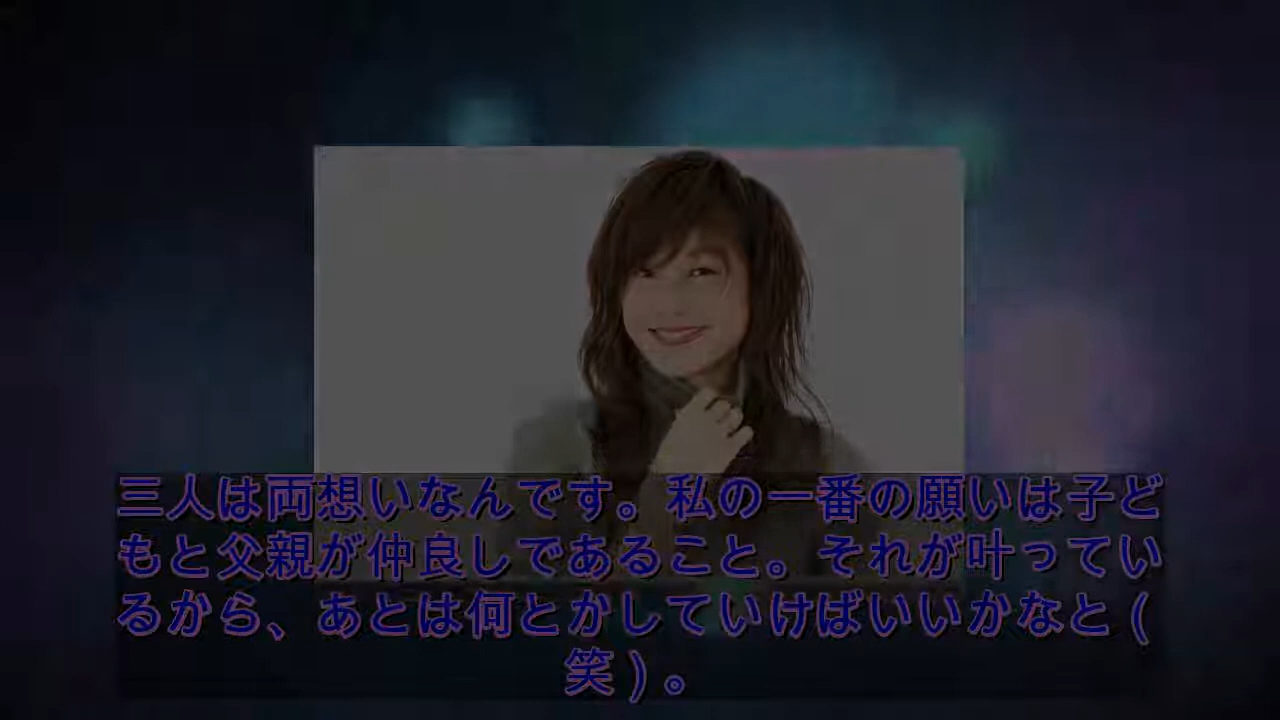 三人は両想いなんです。私の一番の願いは子ど
もと父親が仲良しであること。それが叶ってい
るから、あとは何とかしていけばいいかなと (
笑 ) 。